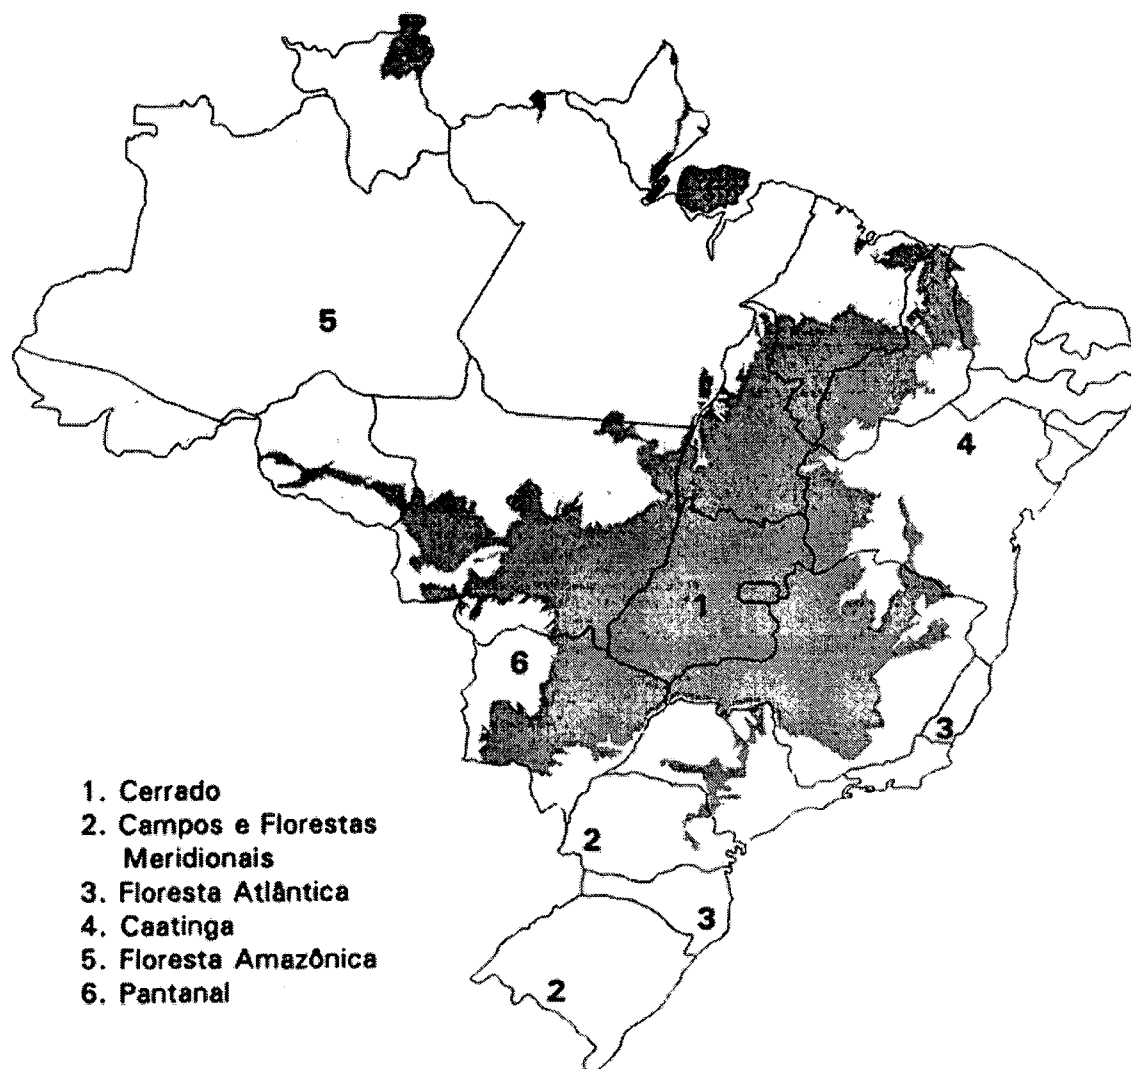 5
4
1
6
3
1. Cerrado
2. Campos e Florestas
Meridionais
3. Floresta Atlântica
4. Caatinga
5. Floresta Amazônica
6. Pantanal
2
3
2